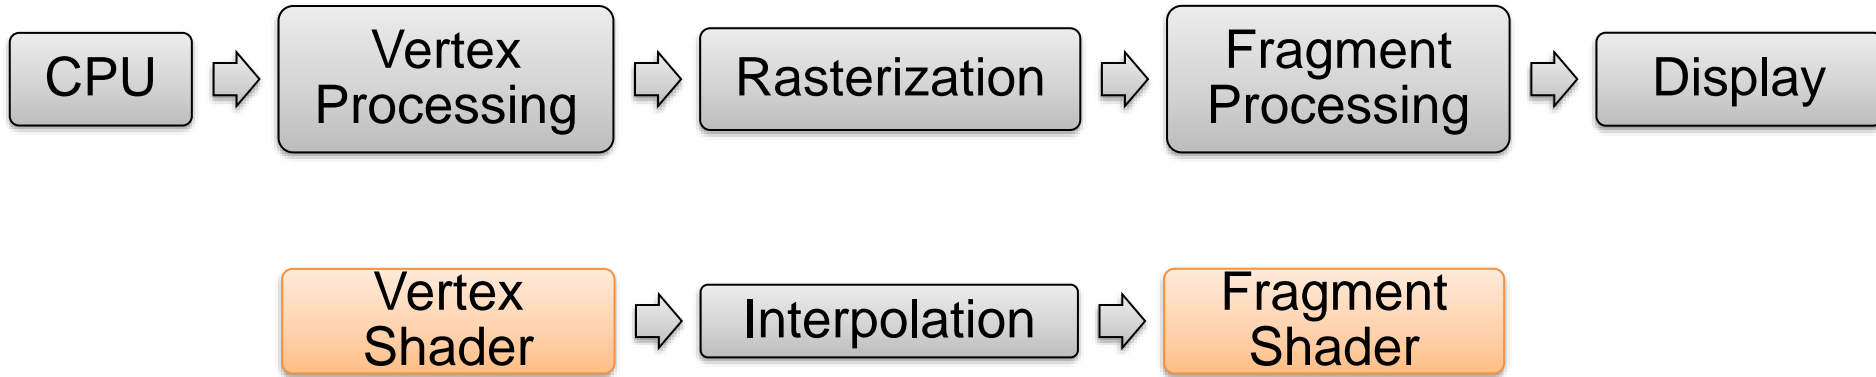 CPU
Vertex
Processing
Rasterization
Fragment
Processing
Display
Vertex
Shader
Interpolation
Fragment
Shader